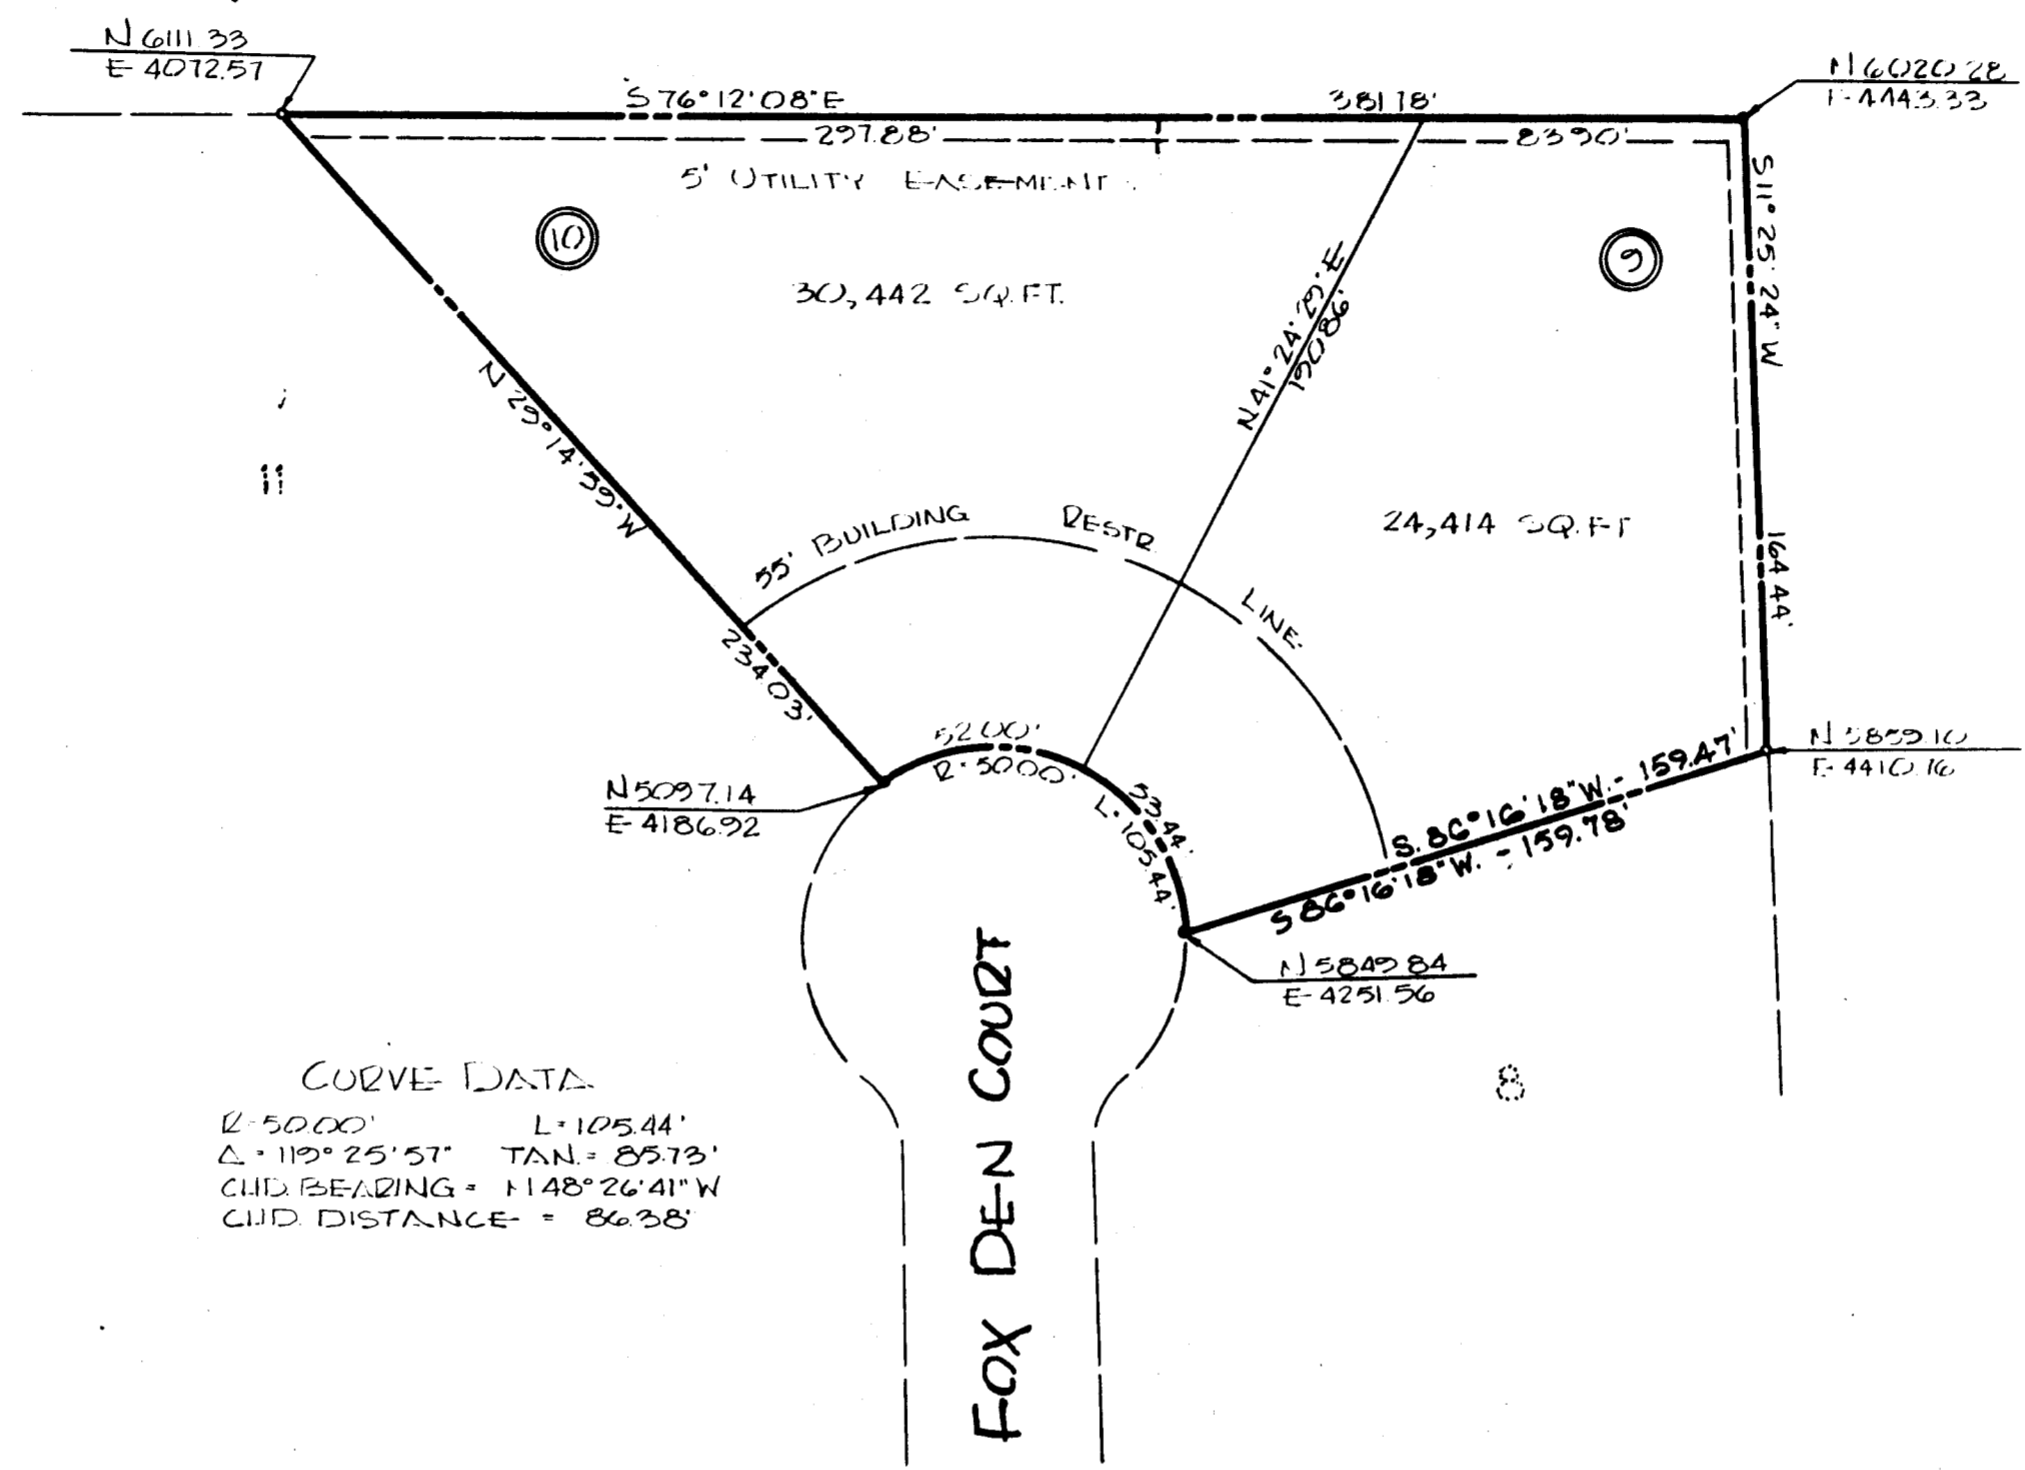 N 6111.33
E 4072.57
S 76° 12' 08" E
381.18'
N 6020.28
E 4443.33
297.88'
83.90'
5' UTILITY EASEMENT
10
9
30,442 SQ. FT.
S 11° 25' 24" W
164.44'
N 41° 24' 29" E
190.86'
N 29° 14' 59" W
234.03'
11
24,414 SQ. FT
55' BUILDING RESTR. LINE
52.00'
R = 50.00'
53.44'
L = 105.44'
N 5897.14
E 4186.92
S. 86° 16' 18" W. - 159.47'
S 86° 16' 18" W. - 159.78'
N 5859.10
E 4410.16
N 5849.84
E 4251.56
8
FOX DEN COURT
CURVE DATA
R = 50.00' L = 105.44'
Δ = 119° 25' 57" TAN. = 85.73'
CHD. BEARING = N 48° 26' 41" W
CHD. DISTANCE = 86.38'